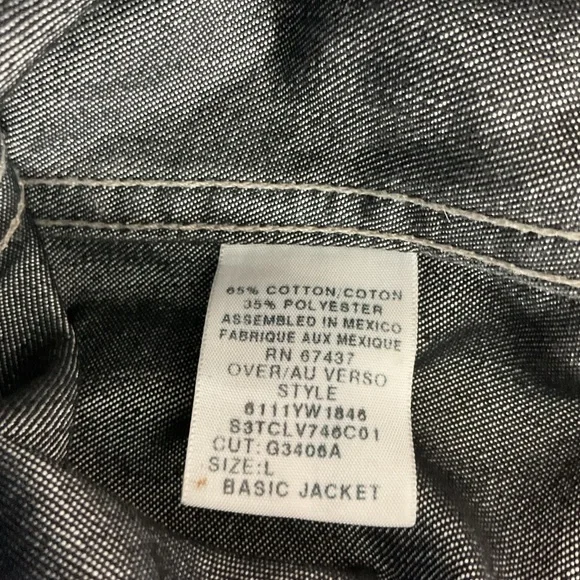 65% COTTON/COTON
35% POLYESTER
ASSEMBLED IN MEXICO
FABRIQUE AUX MEXIQUE
RN 67437
OVER/AU VERSO
STYLE
6111YW1846
S3TCLV746C01
CUT: G3406A
SIZE: L
BASIC JACKET